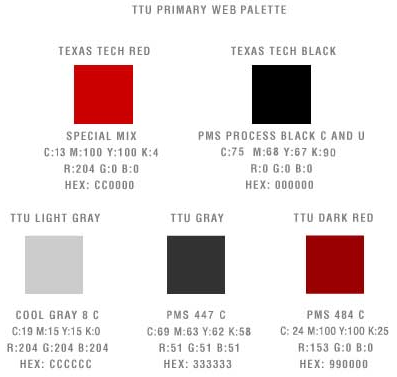 TTU PRIMARY WEB PALETTE
TEXAS TECH RED
SPECIAL MIX
C:13 M:100 Y:100 K:4
R:204 G:0 B:0
HEX: CC0000
TEXAS TECH BLACK
PMS PROCESS BLACK C AND U
C:75 M:68 Y:67 K:90
R:0 G:0 B:0
HEX: 000000
TTU LIGHT GRAY
COOL GRAY 8 C
C:19 M:15 Y:15 K:0
R:204 G:204 B:204
HEX: CCCCCC
TTU GRAY
PMS 447 C
C:69 M:63 Y:62 K:58
R:51 G:51 B:51
HEX: 333333
TTU DARK RED
PMS 484 C
C: 24 M:100 Y:100 K:25
R:153 G:0 B:0
HEX: 990000